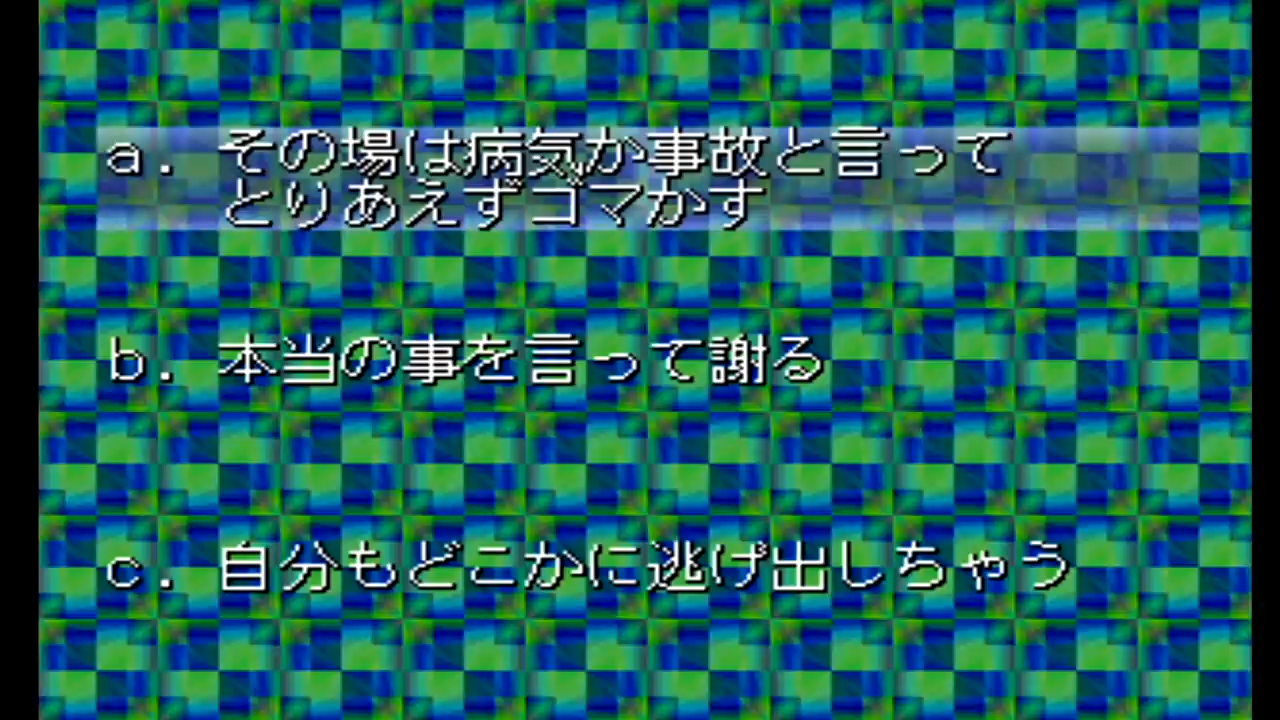 a. その場は病気か事故と言って
とりあえずゴマかす
b. 本当の事を言って謝る
c. 自分もどこかに逃げ出しちゃう